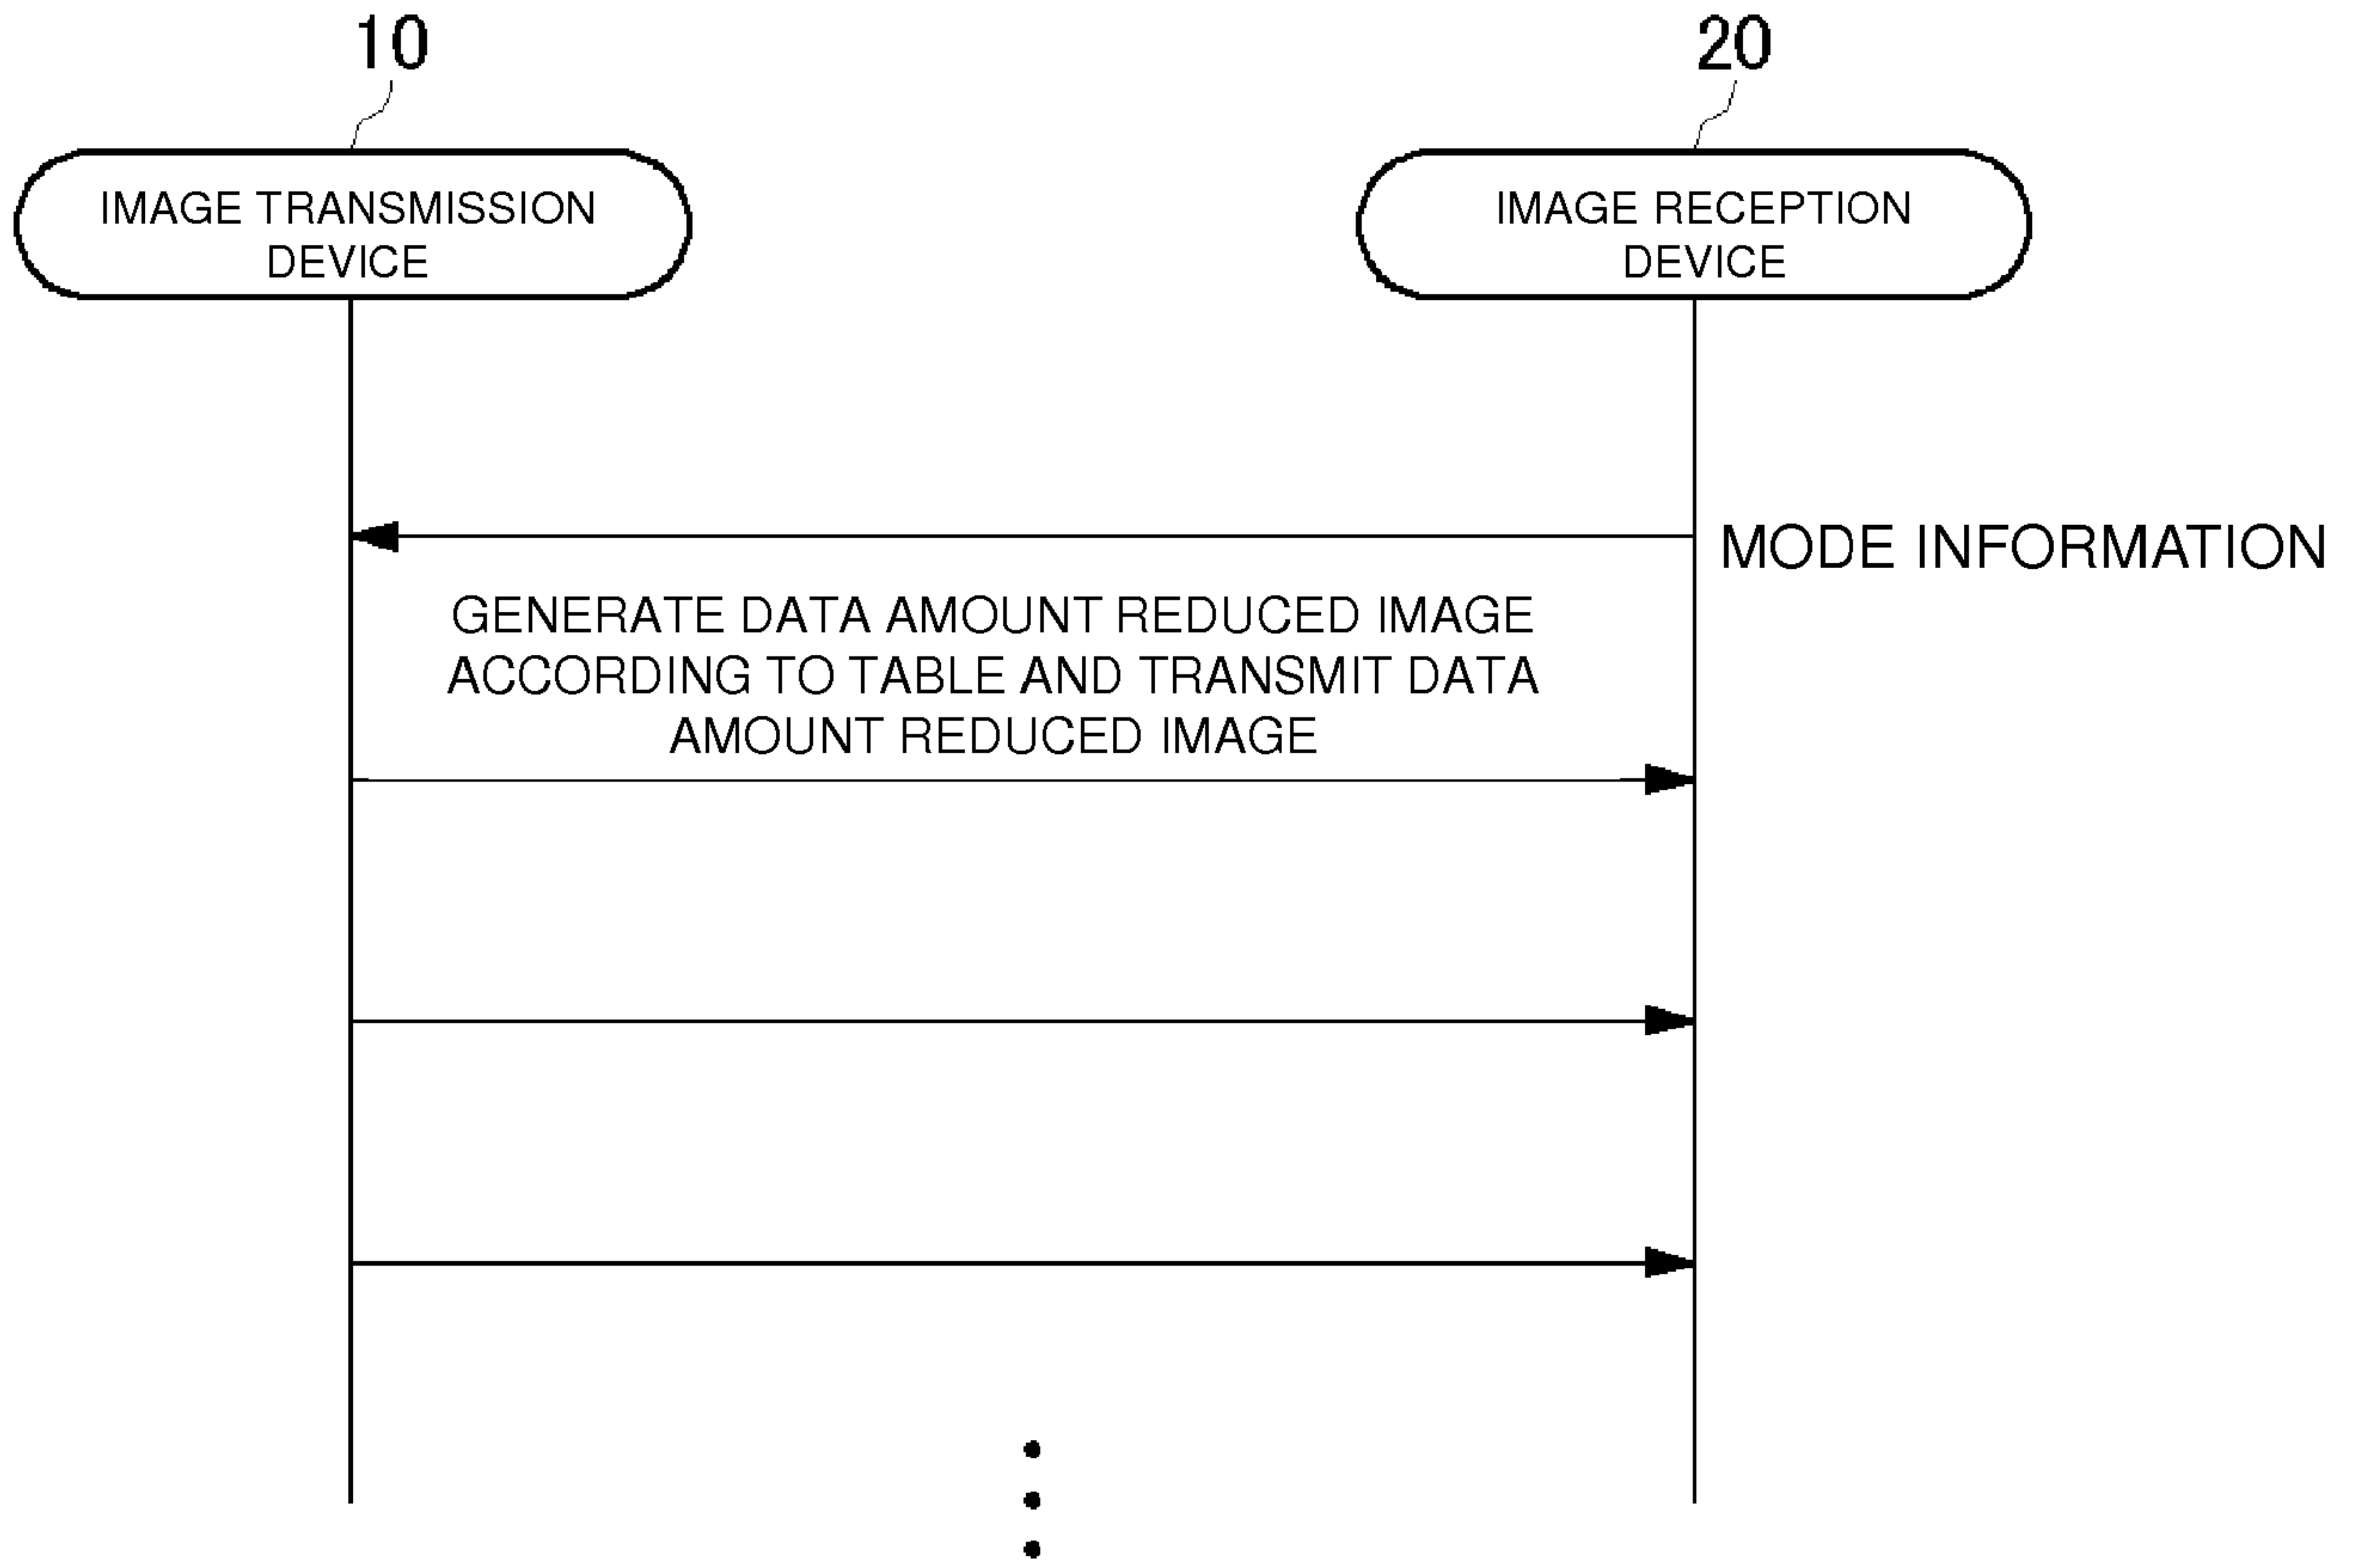 10
20
IMAGE TRANSMISSION
DEVICE
IMAGE RECEPTION
DEVICE
MODE INFORMATION
GENERATE DATA AMOUNT REDUCED IMAGE
ACCORDING TO TABLE AND TRANSMIT DATA
AMOUNT REDUCED IMAGE